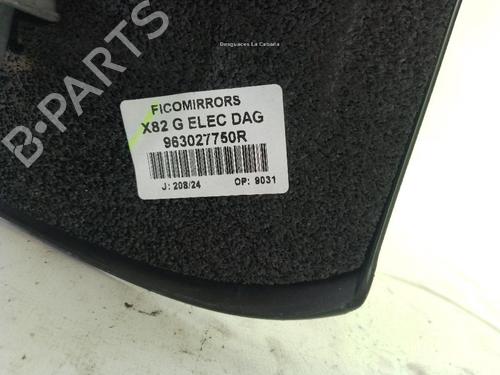 Desguaces La Cabaña
B-PARTS
FICOMIRRORS
X82 G ELEC DAG
963027750R
J: 208/24 OP: 9031